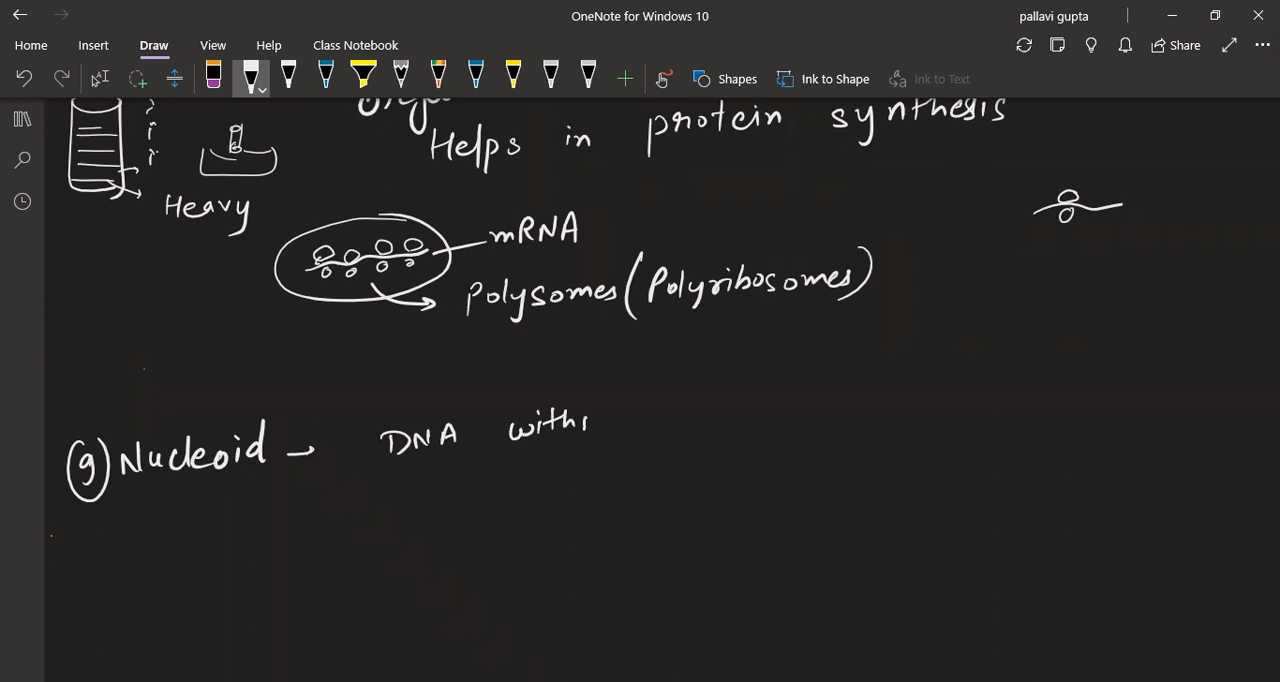 OneNote for Windows 10
pallavi gupta
Home Insert Draw View Help Class Notebook
Share
Shapes
Ink to Shape
Ink to Text
Helps in protein synthesis
Heavy
mRNA
Polysomes (Polyribosomes)
(9) Nucleoid - DNA with